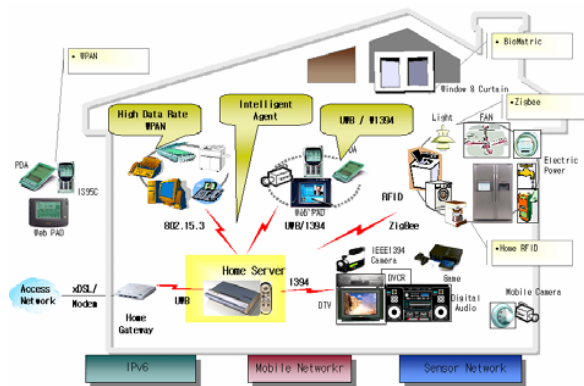 • BioMatric
• WPAN
Window & Curtain
High Data Rate
WPAN
Intelligent
Agent
UWB / W1394
Light
•Zigbee
FAN
PDA
IS95C
Web PAD
Web PAD
Electric
Power
RFID
802.15.3
UWB/1394
ZigBee
•Home RFID
Home Server
IEEE1394
Camera
Game
Access
Network
xDSL/
Modem
Home
Gateway
UWB
1394
DTV
DVCR
Digital
Audio
Mobile Camera
IPv6
Mobile Networkr
Sensor Network